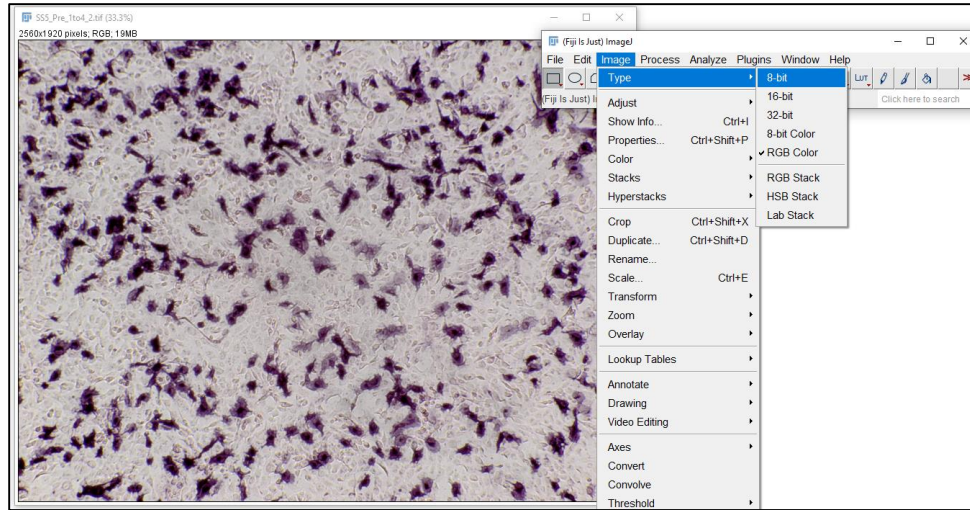 SS5_Pre_1to4_2.tif (33.3%)
2560x1920 pixels; RGB; 19MB
(Fiji Is Just) ImageJ
File Edit Image Process Analyze Plugins Window Help
LUT
(Fiji Is Just) I
Click here to search
Type
Adjust
Show Info... Ctrl+I
Properties... Ctrl+Shift+P
Color
Stacks
Hyperstacks
Crop Ctrl+Shift+X
Duplicate... Ctrl+Shift+D
Rename...
Scale... Ctrl+E
Transform
Zoom
Overlay
Lookup Tables
Annotate
Drawing
Video Editing
Axes
Convert
Convolve
Threshold
8-bit
16-bit
32-bit
8-bit Color
RGB Color
RGB Stack
HSB Stack
Lab Stack